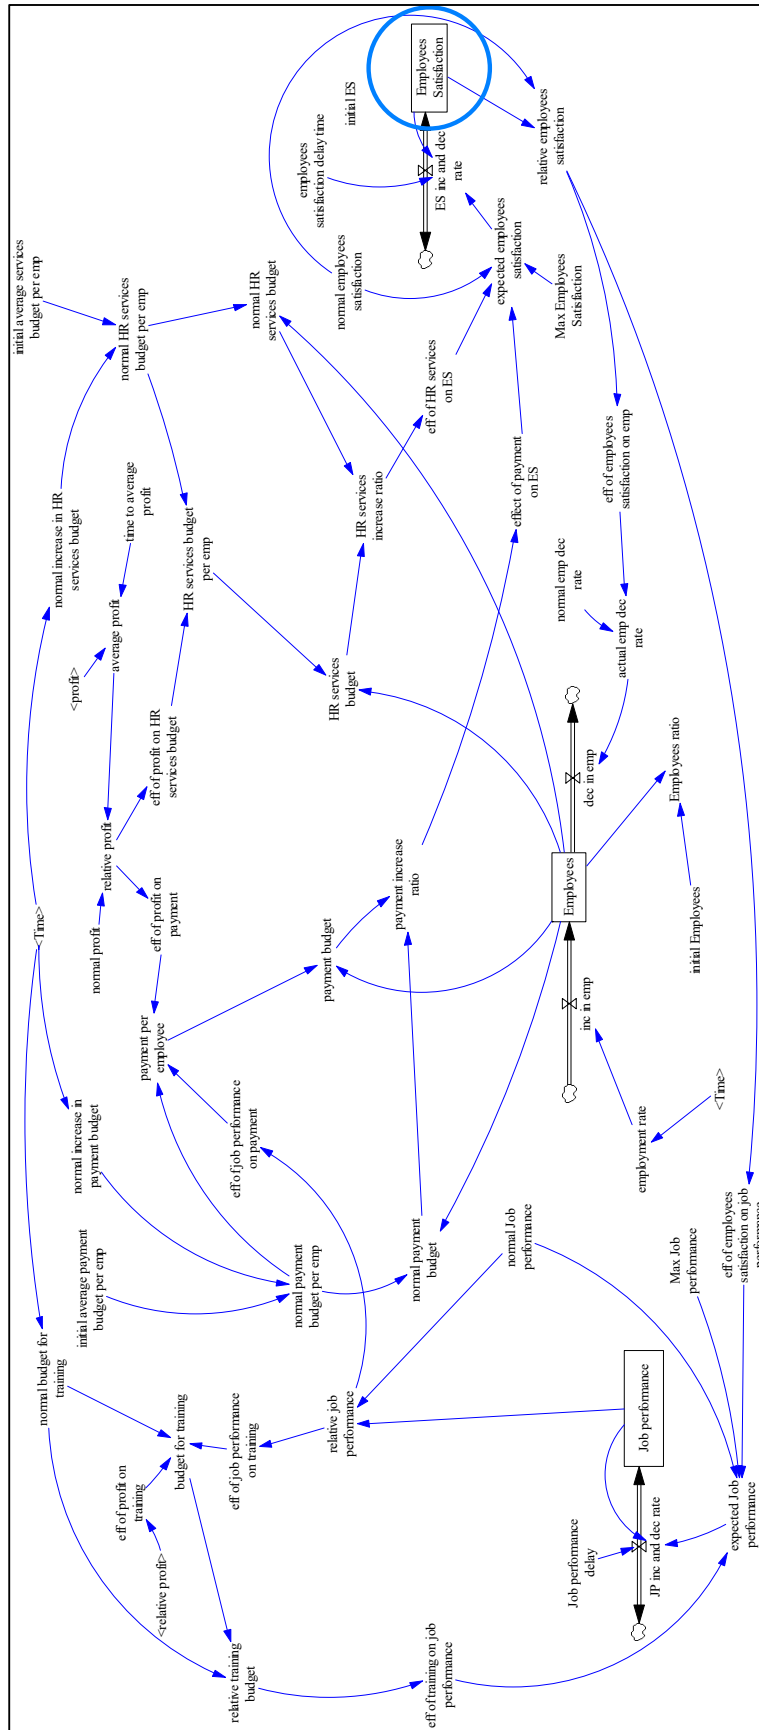 initial average services
budget per emp
<Time>
normal budget for
training
normal increase in HR
services budget
<profit>
normal profit
normal increase in
payment budget
initial average payment
budget per emp
time to average
profit
average profit
relative profit
normal HR services
budget per emp
eff of profit on
training
<relative profit>
eff of profit on
payment
eff of profit on HR
services budget
payment per
employee
budget for training
HR services budget
per emp
relative training
budget
eff of job performance
on training
eff of job performance
on payment
normal HR
services budget
normal payment
budget per emp
relative job
performance
payment budget
HR services
budget
employees
satisfaction delay time
initial ES
normal employees
satisfaction
HR services
increase ratio
payment increase
ratio
normal payment
budget
eff of training on job
performance
eff of HR services
on ES
Employees
Satisfaction
ES inc and dec
rate
expected employees
satisfaction
effect of payment
on ES
normal Job
performance
relative employees
satisfaction
Max Employees
Satisfaction
normal emp dec
rate
Employees
inc in emp
dec in emp
Job performance
delay
eff of employees
satisfaction on emp
actual emp dec
rate
employment rate
Job performance
JP inc and dec rate
Employees ratio
initial Employees
Max Job
performance
<Time>
eff of employees
satisfaction on job
performance
expected Job
performance